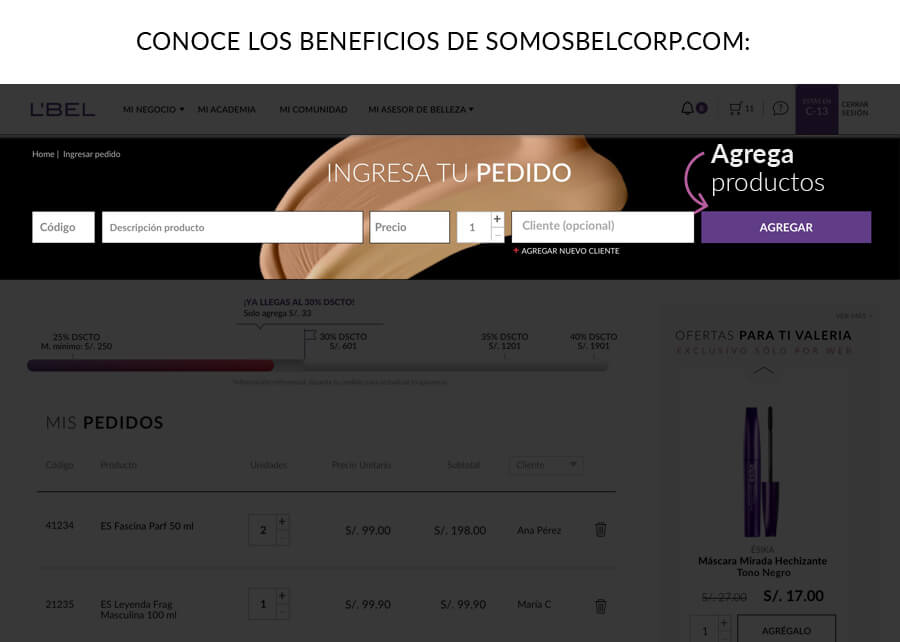 CONOCE LOS BENEFICIOS DE SOMOSBELCORP.COM:
L'BEL
MI NEGOCIO
MI ACADEMIA
MI COMUNIDAD
MI ASESOR DE BELLEZA
11
?
ESTÁS EN
C-13
CERRAR
SESIÓN
Home | Ingresar pedido
INGRESA TU PEDIDO
Agrega
productos
Código
Descripción producto
Precio
1
+
-
Cliente (opcional)
AGREGAR
+ AGREGAR NUEVO CLIENTE
¡YA LLEGAS AL 30% DSCTO!
Solo agrega S/. 33
25% DSCTO
M. mínimo: S/. 250
30% DSCTO
S/. 601
35% DSCTO
S/. 1201
40% DSCTO
S/. 1901
VER MÁS >
OFERTAS PARA TI VALERIA
EXCLUSIVO SOLO POR WEB
MIS PEDIDOS
Código
Producto
Unidades
Precio Unitario
Subtotal
Cliente
41234
ES Fascina Parf 50 ml
2
+
-
S/. 99.00
S/. 198.00
Ana Pérez
21235
ES Leyenda Frag
Masculina 100 ml
1
+
-
S/. 99.90
S/. 99.90
María C
ÉSIKA
Máscara Mirada Hechizante
Tono Negro
S/. 27.00
S/. 17.00
1
+
-
AGRÉGALO